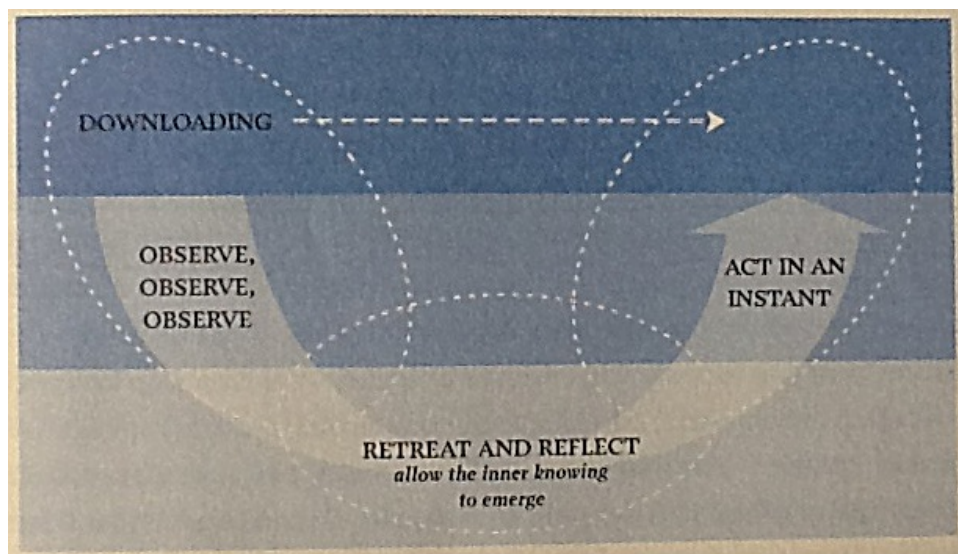 DOWNLOADING
OBSERVE,
OBSERVE,
OBSERVE
ACT IN AN
INSTANT
RETREAT AND REFLECT
allow the inner knowing
to emerge